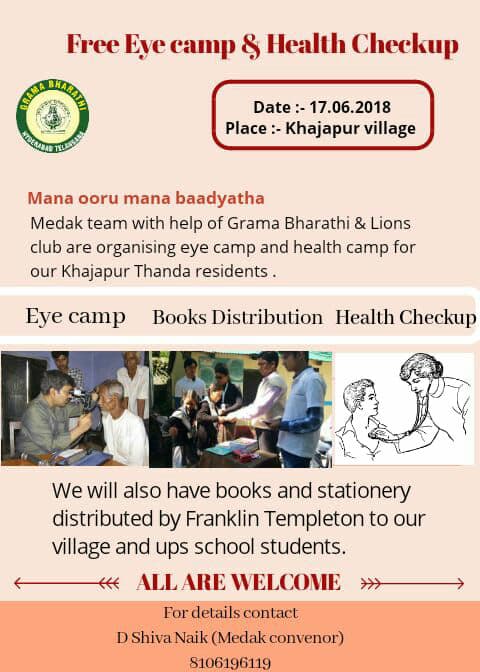 Free Eye camp & Health Checkup
GRAMA BHARATHI
HYDERABAD TELANGANA
Date :- 17.06.2018
Place :- Khajapur village
Mana ooru mana baadyatha
Medak team with help of Grama Bharathi & Lions
club are organising eye camp and health camp for
our Khajapur Thanda residents .
Eye camp Books Distribution Health Checkup
We will also have books and stationery
distributed by Franklin Templeton to our
village and ups school students.
ALL ARE WELCOME
For details contact
D Shiva Naik (Medak convenor)
8106196119